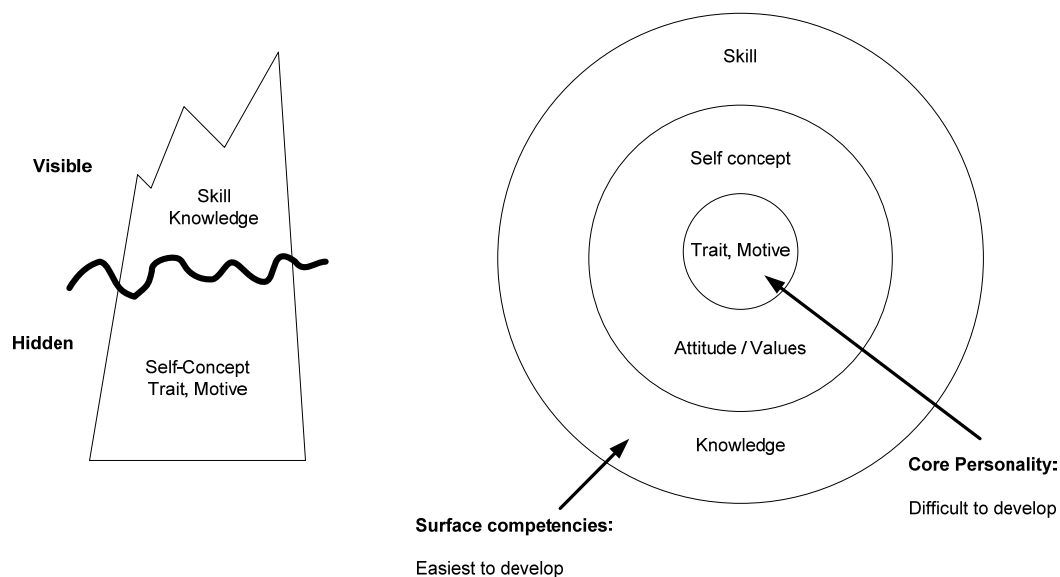 Visible
Skill
Knowledge
Hidden
Self-Concept
Trait, Motive
Skill
Self concept
Trait, Motive
Attitude / Values
Knowledge
Core Personality:
Difficult to develop
Surface competencies:
Easiest to develop